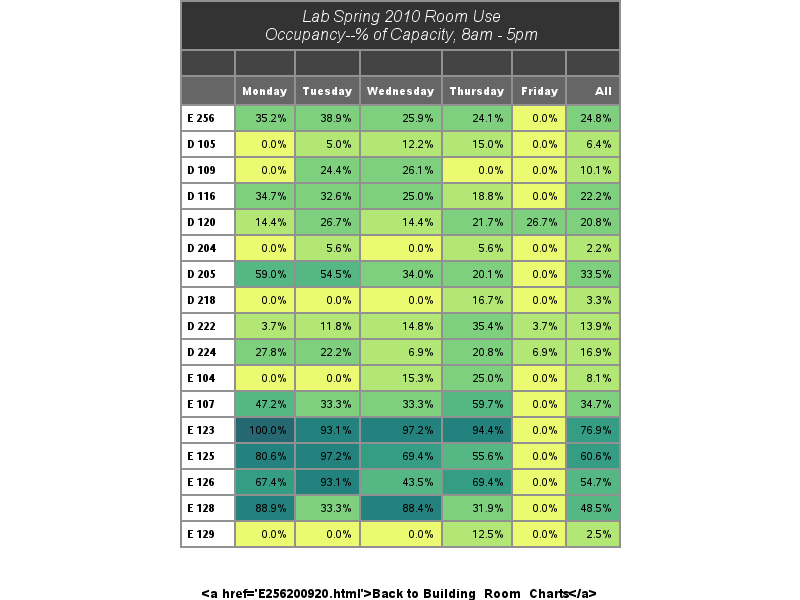 Lab Spring 2010 Room Use
Occupancy--% of Capacity, 8am - 5pm
Monday Tuesday Wednesday Thursday Friday All
E 256 35.2% 38.9% 25.9% 24.1% 0.0% 24.8%
D 105 0.0% 5.0% 12.2% 15.0% 0.0% 6.4%
D 109 0.0% 24.4% 26.1% 0.0% 0.0% 10.1%
D 116 34.7% 32.6% 25.0% 18.8% 0.0% 22.2%
D 120 14.4% 26.7% 14.4% 21.7% 26.7% 20.8%
D 204 0.0% 5.6% 0.0% 5.6% 0.0% 2.2%
D 205 59.0% 54.5% 34.0% 20.1% 0.0% 33.5%
D 218 0.0% 0.0% 0.0% 16.7% 0.0% 3.3%
D 222 3.7% 11.8% 14.8% 35.4% 3.7% 13.9%
D 224 27.8% 22.2% 6.9% 20.8% 6.9% 16.9%
E 104 0.0% 0.0% 15.3% 25.0% 0.0% 8.1%
E 107 47.2% 33.3% 33.3% 59.7% 0.0% 34.7%
E 123 100.0% 93.1% 97.2% 94.4% 0.0% 76.9%
E 125 80.6% 97.2% 69.4% 55.6% 0.0% 60.6%
E 126 67.4% 93.1% 43.5% 69.4% 0.0% 54.7%
E 128 88.9% 33.3% 88.4% 31.9% 0.0% 48.5%
E 129 0.0% 0.0% 0.0% 12.5% 0.0% 2.5%
<a href='E256200920.html'>Back to Building_Room_Charts</a>